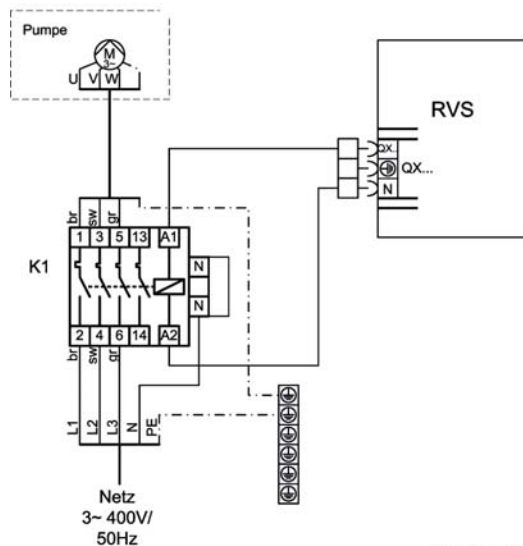 Pumpe
M
3~
U V W
RVS
QX..
QX...
N
br sw gr
1 3 5 13 A1
K1
N
N
2 4 6 14 A2
br sw gr
L1 L2 L3 N PE
Netz
3~ 400V/
50Hz